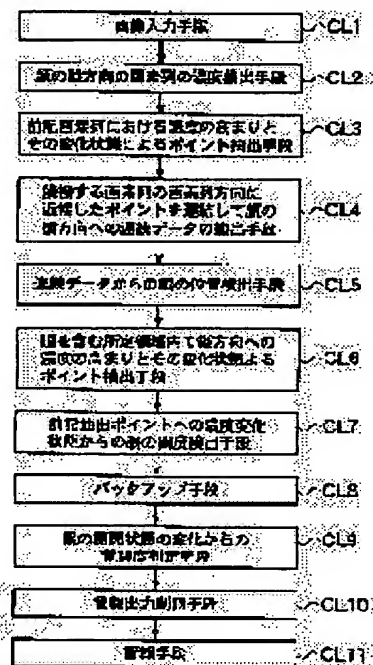 画像入力手段 CL1
顔の縦方向の画素列の濃度検出手段 CL2
前記画素列における濃度の高まりと
その変化状態によるポイント抽出手段 CL3
隣接する画素列の画素列方向に
近接したポイントを連結して顔の
横方向への連続データの抽出手段 CL4
連続データからの眼の位置検出手段 CL5
眼を含む所定領域内で縦方向への
濃度の高まりとその変化状態よる
ポイント抽出手段 CL6
前記抽出ポイントへの濃度変化
状態からの眼の開度検出手段 CL7
バックアップ手段 CL8
眼の開閉状態の変化からの
CL9
警報出力制御手段 CL10
警報手段 CL11